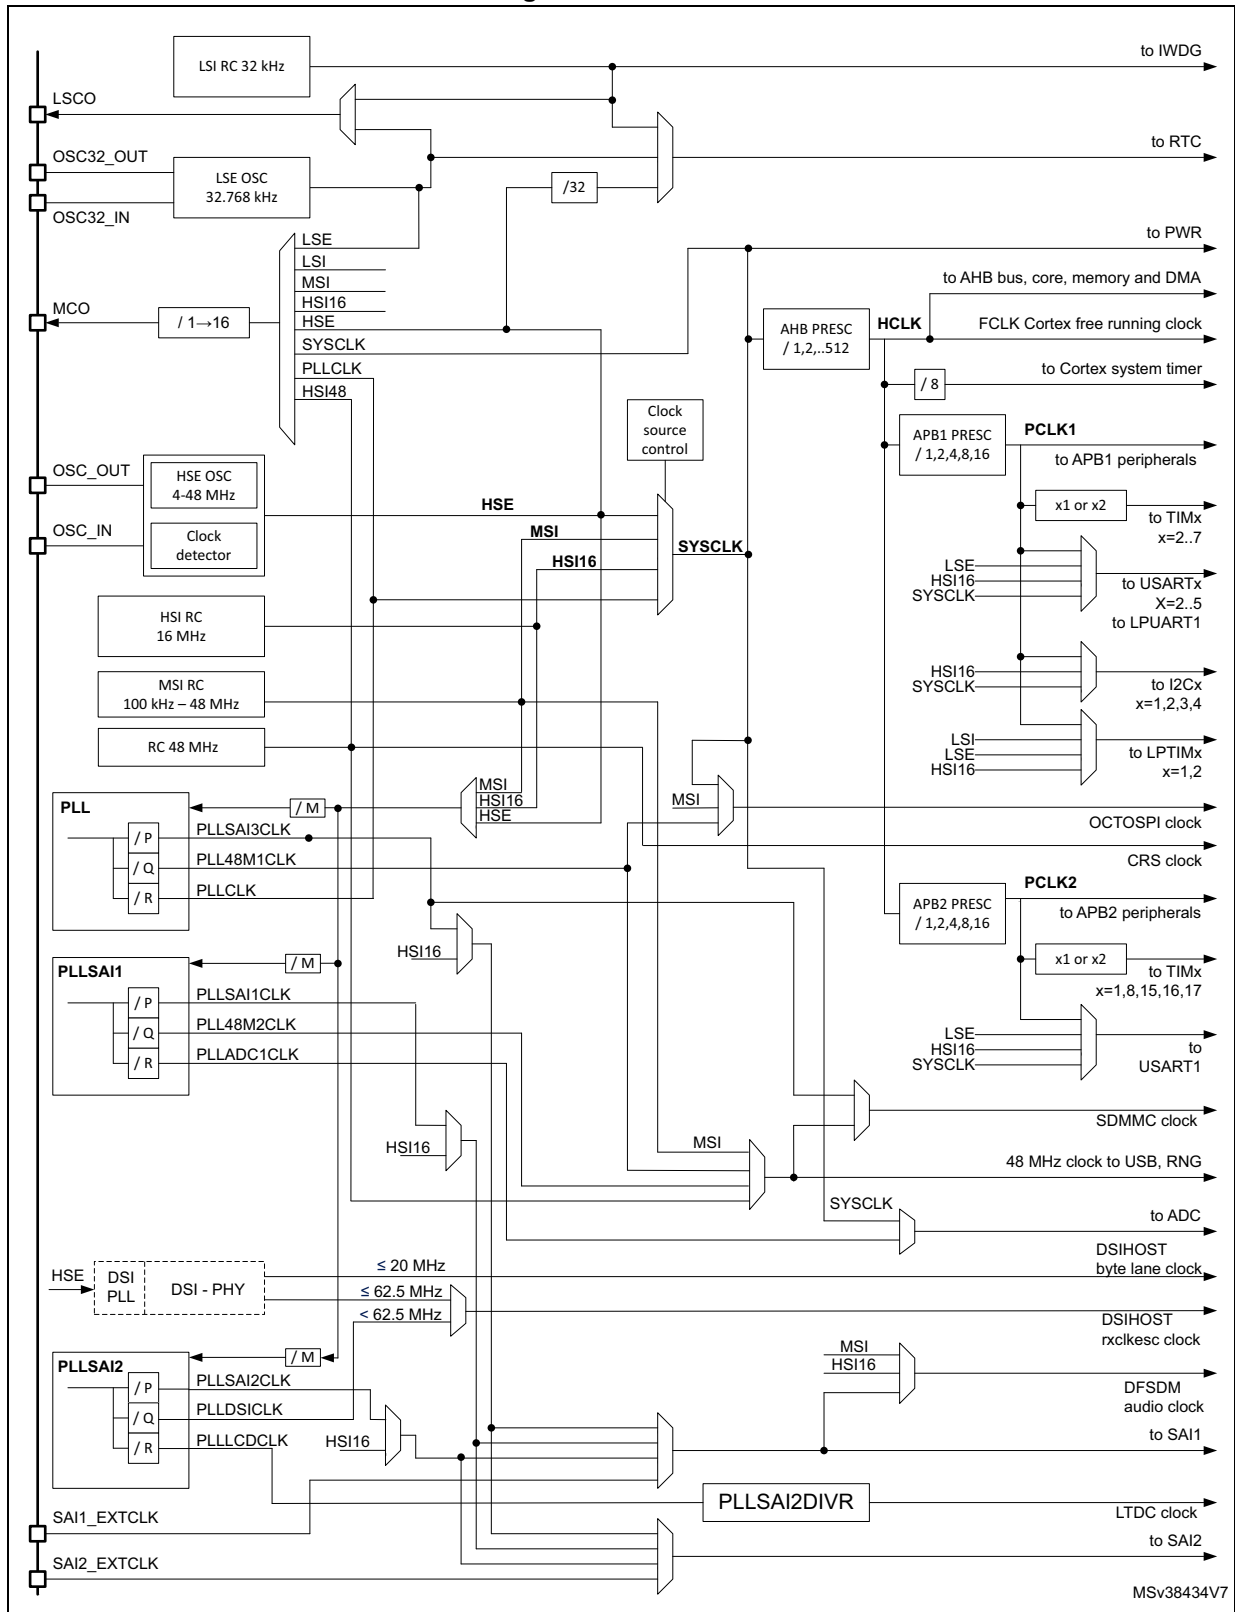 LSI RC 32 kHz
to IWDG
LSCO
OSC32_OUT
to RTC
LSE OSC
32.768 kHz
/32
OSC32_IN
LSE
to PWR
LSI
MSI
to AHB bus, core, memory and DMA
HSI16
MCO
/ 1→16
HSE
AHB PRESC
/ 1,2,..512
HCLK
FCLK Cortex free running clock
SYSCLK
PLLCLK
to Cortex system timer
/ 8
HSI48
Clock
source
control
APB1 PRESC
/ 1,2,4,8,16
PCLK1
to APB1 peripherals
OSC_OUT
HSE OSC
4-48 MHz
HSE
x1 or x2
to TIMx
x=2..7
OSC_IN
Clock
detector
MSI
SYSCLK
HSI16
LSE
HSI16
SYSCLK
to USARTx
X=2..5
to LPUART1
HSI RC
16 MHz
HSI16
SYSCLK
to I2Cx
x=1,2,3,4
MSI RC
100 kHz – 48 MHz
RC 48 MHz
LSI
LSE
HSI16
to LPTIMx
x=1,2
MSI
HSI16
HSE
MSI
OCTOSPI clock
PLL
/ M
/ P
PLLSAI3CLK
/ Q
PLL48M1CLK
/ R
PLLCLK
CRS clock
APB2 PRESC
/ 1,2,4,8,16
PCLK2
to APB2 peripherals
HSI16
PLLSAI1
/ M
x1 or x2
to TIMx
x=1,8,15,16,17
/ P
PLLSAI1CLK
/ Q
PLL48M2CLK
/ R
PLLADC1CLK
LSE
HSI16
SYSCLK
to
USART1
SDMMC clock
HSI16
MSI
48 MHz clock to USB, RNG
SYSCLK
to ADC
HSE
DSI
PLL
DSI - PHY
≤ 20 MHz
DSIHOST
byte lane clock
≤ 62.5 MHz
< 62.5 MHz
DSIHOST
rxclkesc clock
PLLSAI2
/ M
MSI
HSI16
DFSDM
audio clock
/ P
PLLSAI2CLK
/ Q
PLLDSICLK
/ R
PLLLCDCLK
HSI16
to SAI1
PLLSAI2DIVR
LTDC clock
SAI1_EXTCLK
to SAI2
SAI2_EXTCLK
MSv38434V7